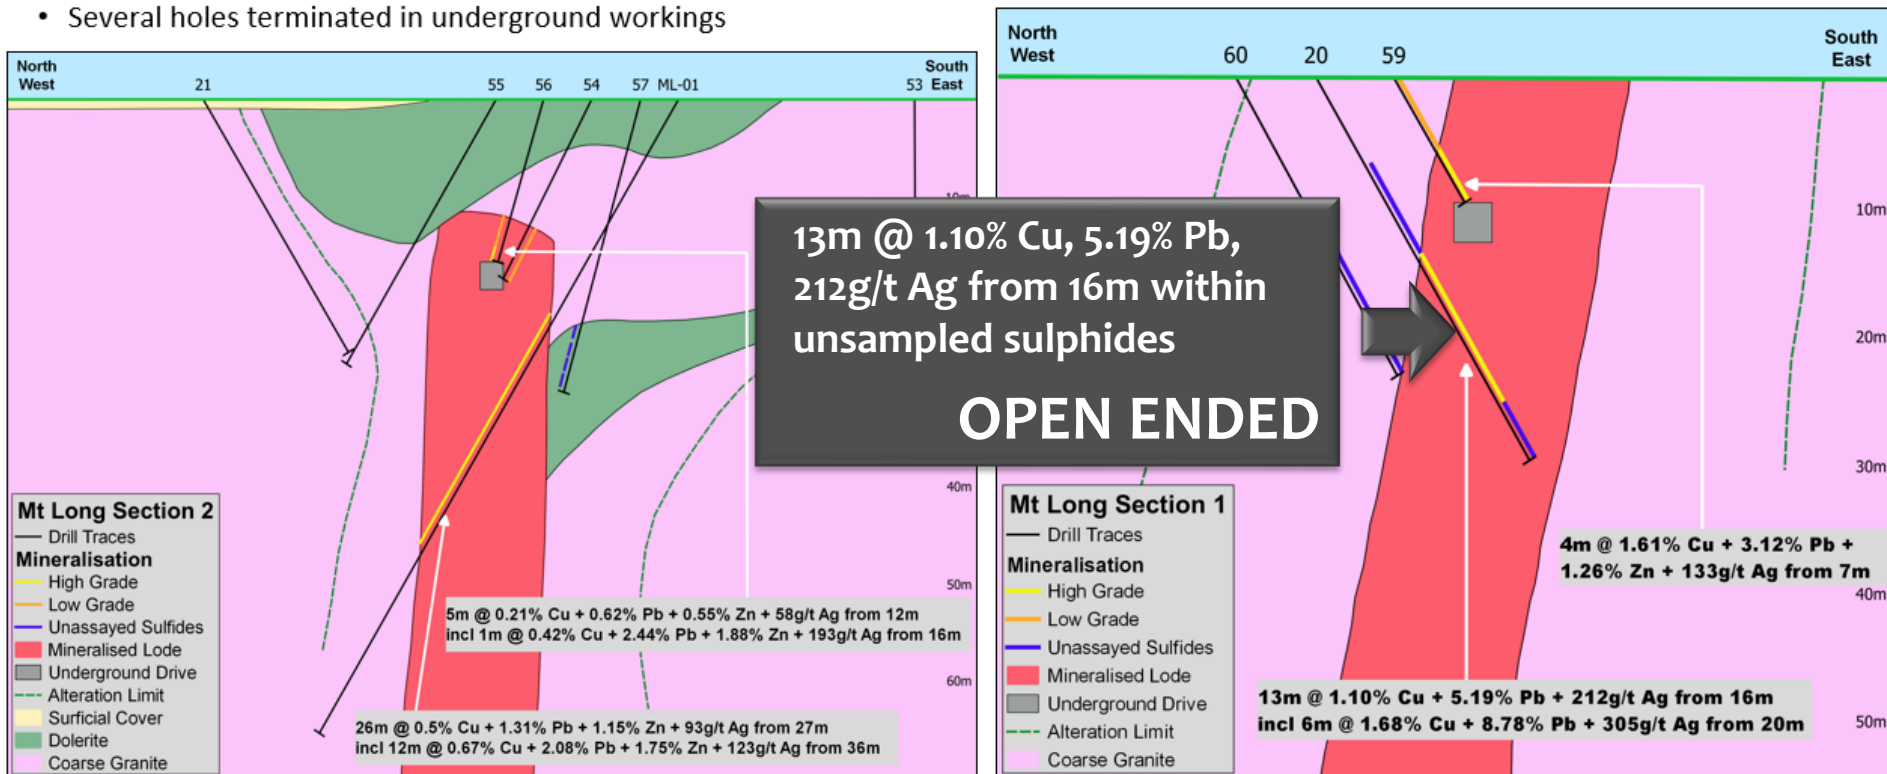 • Several holes terminated in underground workings
North
West
21
55
56
54
57
ML-01
53
South
East
10m
40m
50m
60m
Mt Long Section 2
Drill Traces
Mineralisation
High Grade
Low Grade
Unassayed Sulfides
Mineralised Lode
Underground Drive
Alteration Limit
Surficial Cover
Dolerite
Coarse Granite
5m @ 0.21% Cu + 0.62% Pb + 0.55% Zn + 58g/t Ag from 12m
incl 1m @ 0.42% Cu + 2.44% Pb + 1.88% Zn + 193g/t Ag from 16m
26m @ 0.5% Cu + 1.31% Pb + 1.15% Zn + 93g/t Ag from 27m
incl 12m @ 0.67% Cu + 2.08% Pb + 1.75% Zn + 123g/t Ag from 36m
13m @ 1.10% Cu, 5.19% Pb,
212g/t Ag from 16m within
unsampled sulphides
OPEN ENDED
North
West
60
20
59
South
East
10m
20m
30m
40m
50m
Mt Long Section 1
Drill Traces
Mineralisation
High Grade
Low Grade
Unassayed Sulfides
Mineralised Lode
Underground Drive
Alteration Limit
Coarse Granite
4m @ 1.61% Cu + 3.12% Pb +
1.26% Zn + 133g/t Ag from 7m
13m @ 1.10% Cu + 5.19% Pb + 212g/t Ag from 16m
incl 6m @ 1.68% Cu + 8.78% Pb + 305g/t Ag from 20m